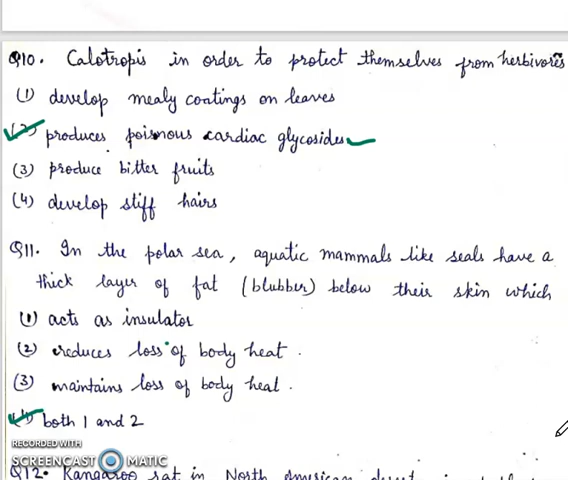 Q10. Calotropis in order to protect themselves from herbivores
(1) develop mealy coatings on leaves
(2) produces poisnous cardiac glycosides
(3) produce bitter fruits
(4) develop stiff hairs
Q11. In the polar sea, aquatic mammals like seals have a
thick layer of fat (blubber) below their skin which
(1) acts as insulator
(2) reduces loss of body heat.
(3) maintains loss of body heat.
(4) both 1 and 2
RECORDED WITH
SCREENCAST MATIC
Q12. Kangaroo rat in North American desert